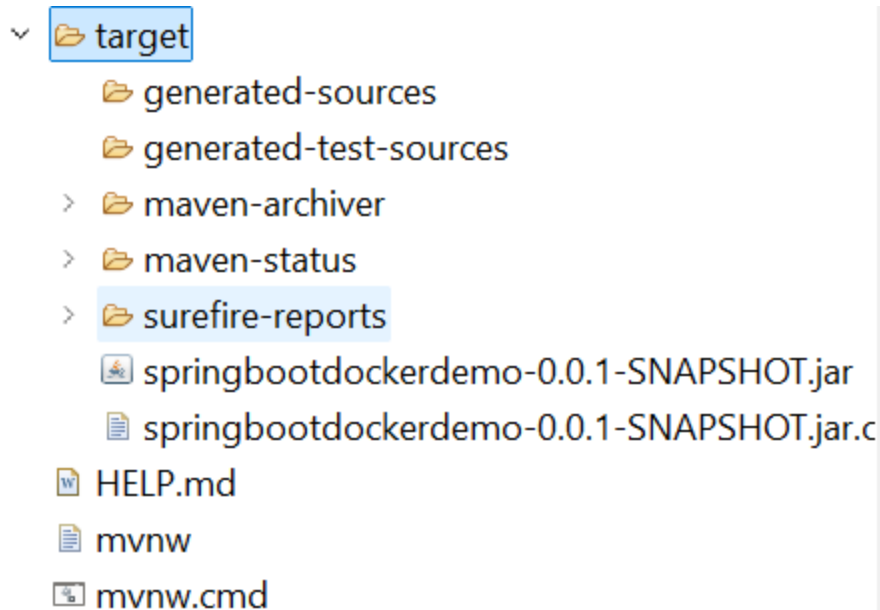 target
generated-sources
generated-test-sources
maven-archiver
maven-status
surefire-reports
springbootdockerdemo-0.0.1-SNAPSHOT.jar
springbootdockerdemo-0.0.1-SNAPSHOT.jar.c
HELP.md
mvnw
mvnw.cmd